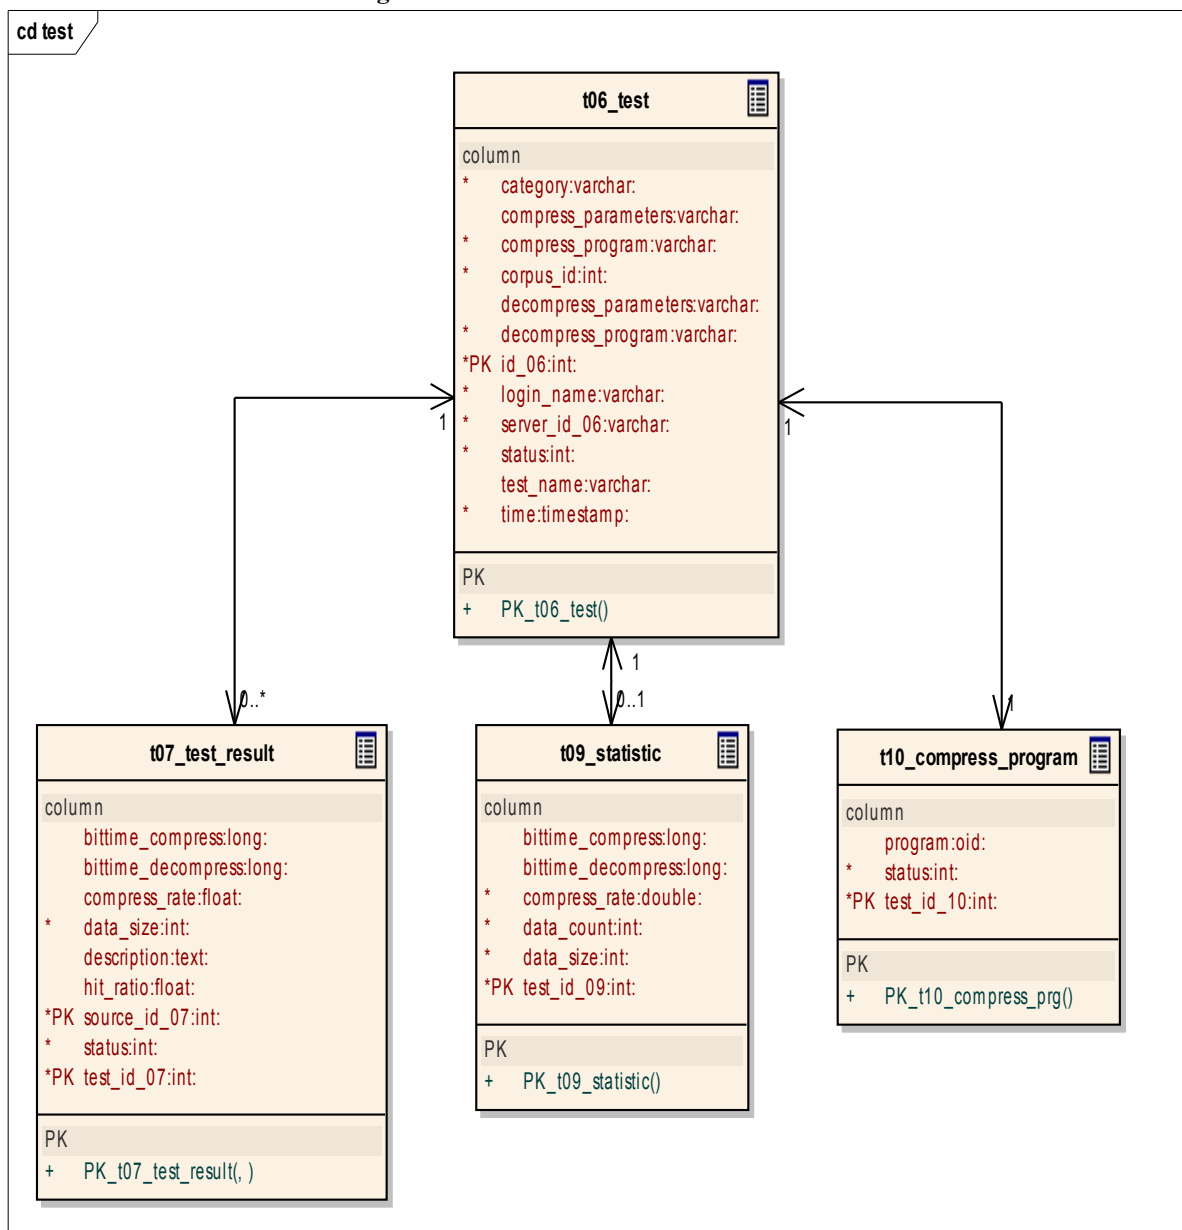 cd test
t06_test
column
* category:varchar:
compress_parameters:varchar:
* compress_program:varchar:
* corpus_id:int:
decompress_parameters:varchar:
* decompress_program:varchar:
*PK id_06:int:
* login_name:varchar:
* server_id_06:varchar:
* status:int:
test_name:varchar:
* time:timestamp:
PK
+ PK_t06_test()
1
1
1
0..*
0..1
1
t07_test_result
column
bittime_compress:long:
bittime_decompress:long:
compress_rate:float:
* data_size:int:
description:text:
hit_ratio:float:
*PK source_id_07:int:
* status:int:
*PK test_id_07:int:
PK
+ PK_t07_test_result(, )
t09_statistic
column
bittime_compress:long:
bittime_decompress:long:
* compress_rate:double:
* data_count:int:
* data_size:int:
*PK test_id_09:int:
PK
+ PK_t09_statistic()
t10_compress_program
column
program:oid:
* status:int:
*PK test_id_10:int:
PK
+ PK_t10_compress_prg()